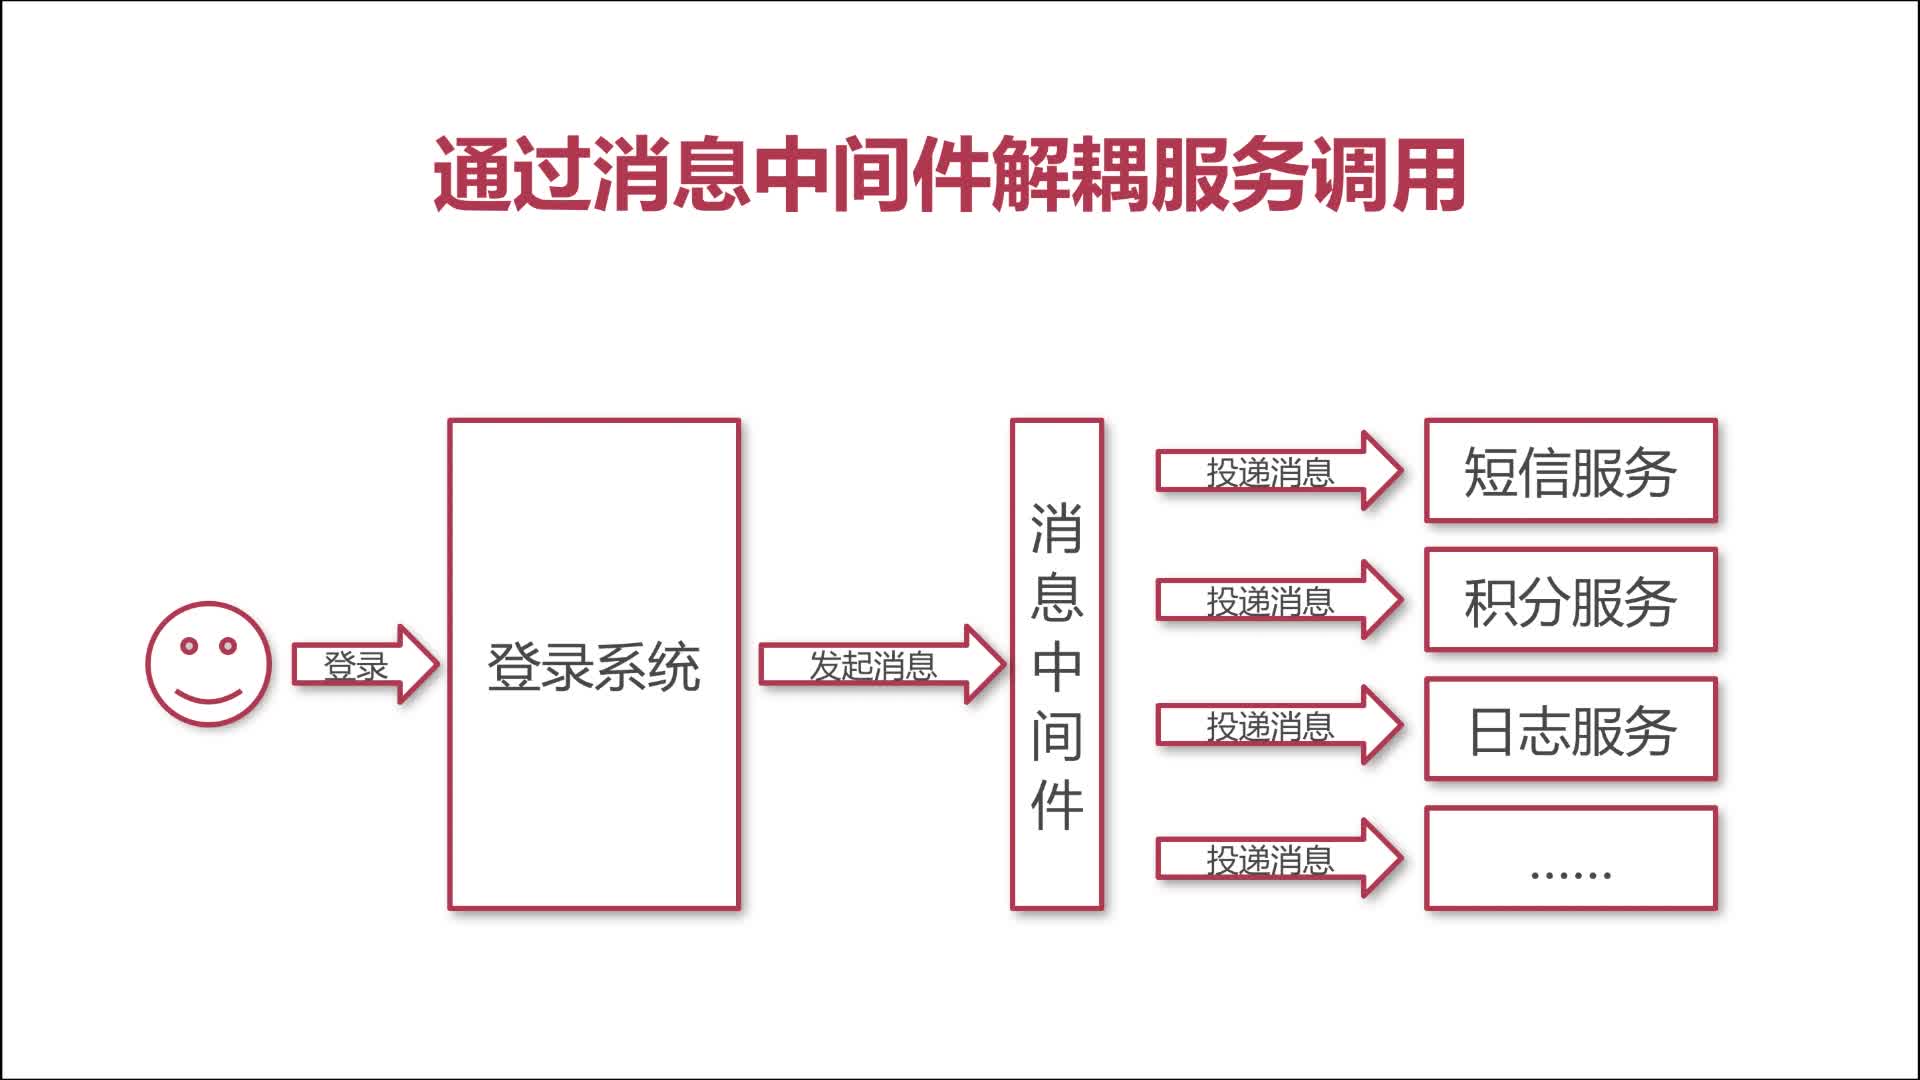 通过消息中间件解耦服务调用
登录
登录系统
发起消息
消息中间件
投递消息
短信服务
投递消息
积分服务
投递消息
日志服务
投递消息
……